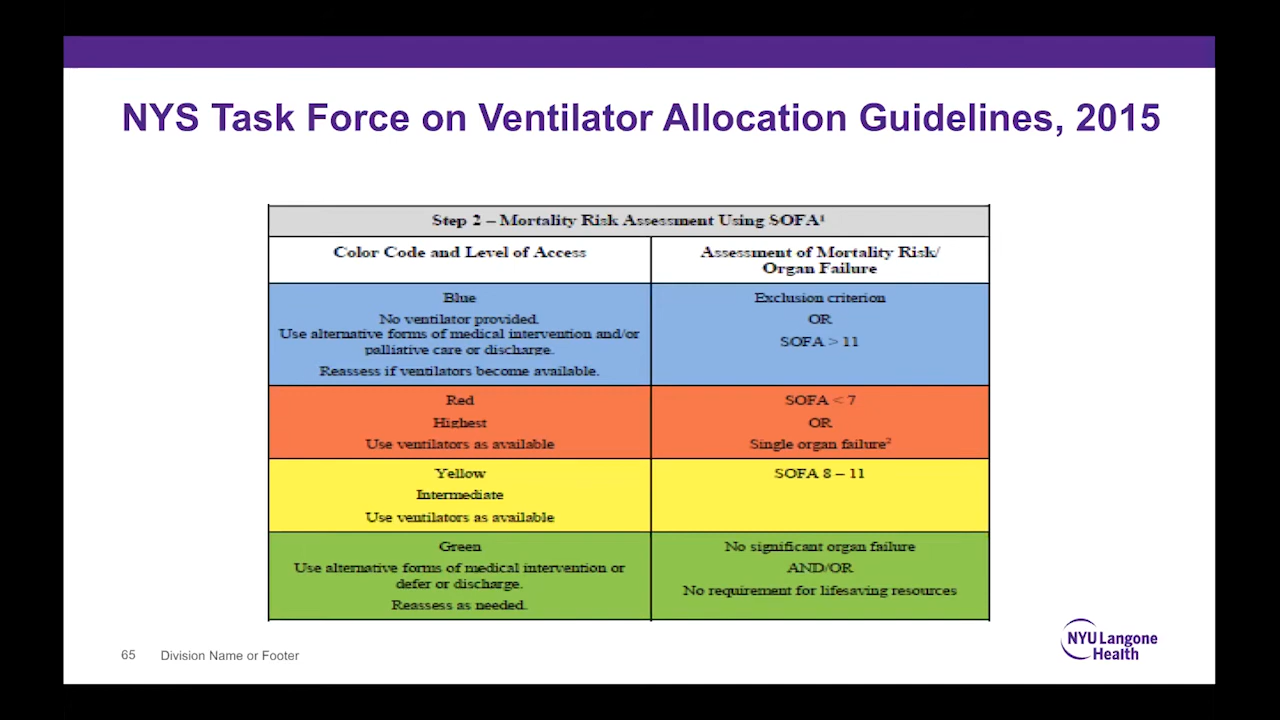 NYS Task Force on Ventilator Allocation Guidelines, 2015
Step 2 – Mortality Risk Assessment Using SOFA¹
Color Code and Level of Access
Assessment of Mortality Risk/
Organ Failure
Blue
No ventilator provided.
Use alternative forms of medical intervention and/or
palliative care or discharge.
Reassess if ventilators become available.
Exclusion criterion
OR
SOFA > 11
Red
Highest
Use ventilators as available
SOFA < 7
OR
Single organ failure²
Yellow
Intermediate
Use ventilators as available
SOFA 8 – 11
Green
Use alternative forms of medical intervention or
defer or discharge.
Reassess as needed.
No significant organ failure
AND/OR
No requirement for lifesaving resources
65 Division Name or Footer
NYU Langone
Health